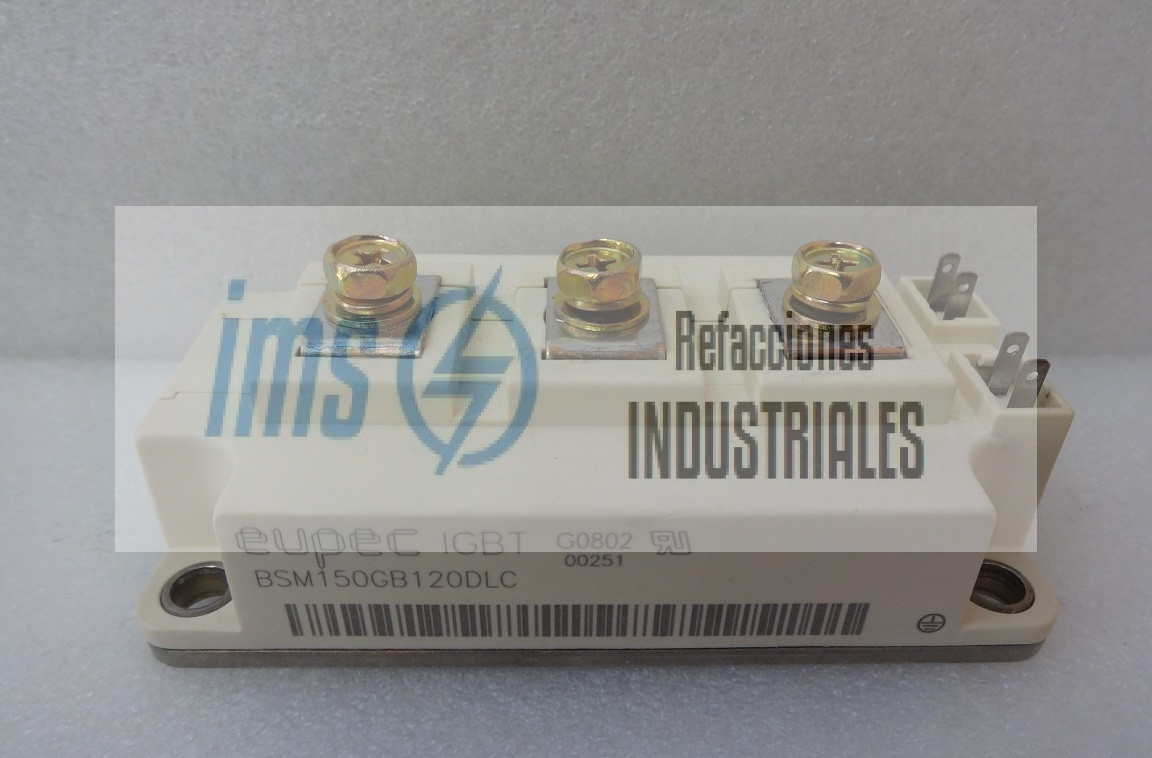 ims
Refacciones
INDUSTRIALES
eupec IGBT G0802
00251
BSM150GB120DLC